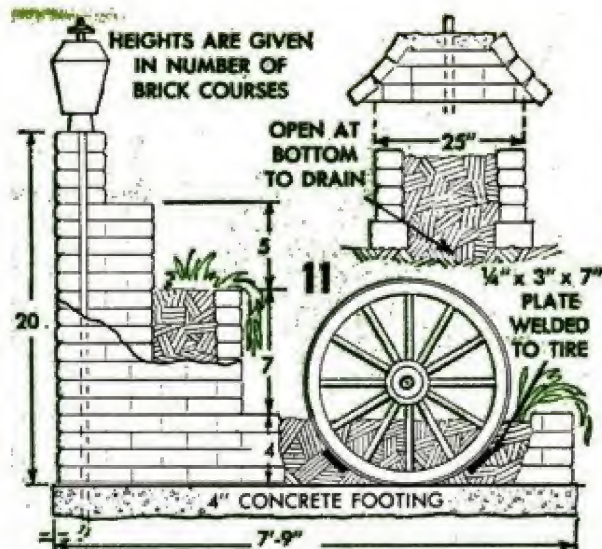 HEIGHTS ARE GIVEN
IN NUMBER OF
BRICK COURSES
OPEN AT
BOTTOM
TO DRAIN
25"
5
11
1/4" x 3" x 7"
PLATE
WELDED
TO TIRE
20
7
4
4" CONCRETE FOOTING
7'-9"